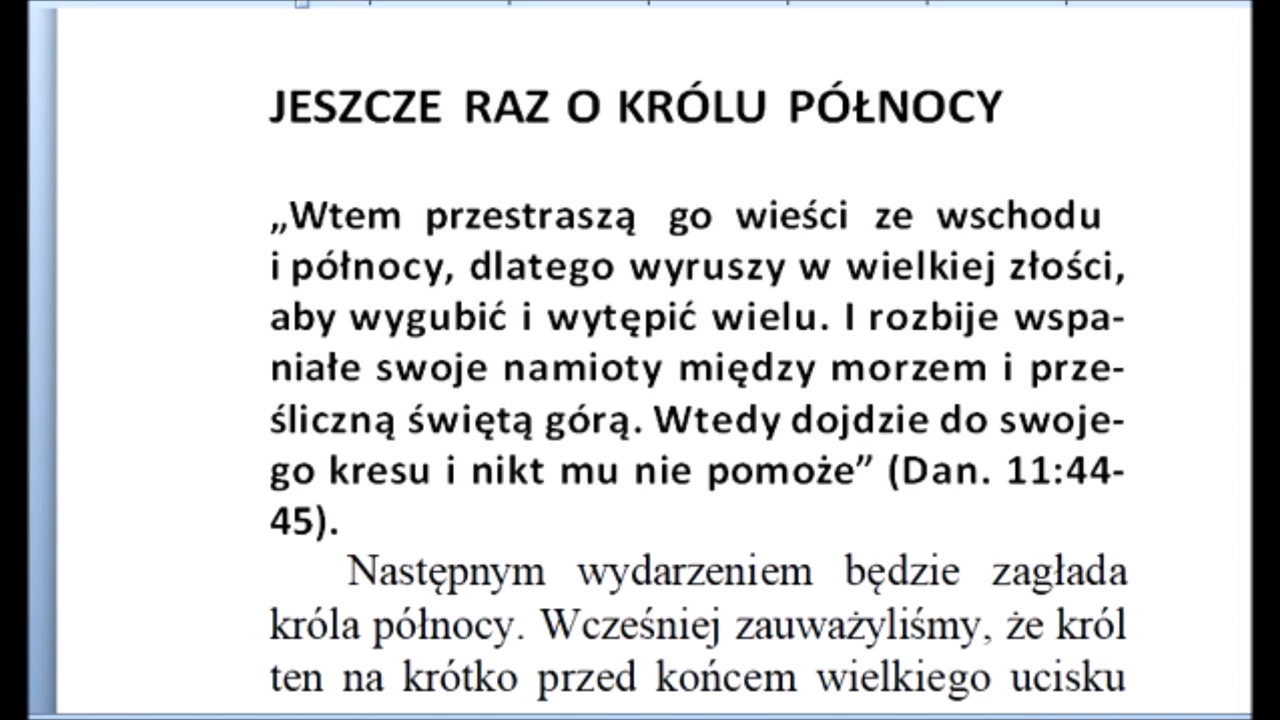 JESZCZE RAZ O KRÓLU PÓŁNOCY
„Wtem przestraszą go wieści ze wschodu
i północy, dlatego wyruszy w wielkiej złości,
aby wygubić i wytępić wielu. I rozbije wspa-
niałe swoje namioty między morzem i prze-
śliczną świętą górą. Wtedy dojdzie do swoje-
go kresu i nikt mu nie pomoże” (Dan. 11:44-
45).
Następnym wydarzeniem będzie zagłada
króla północy. Wcześniej zauważyliśmy, że król
ten na krótko przed końcem wielkiego ucisku